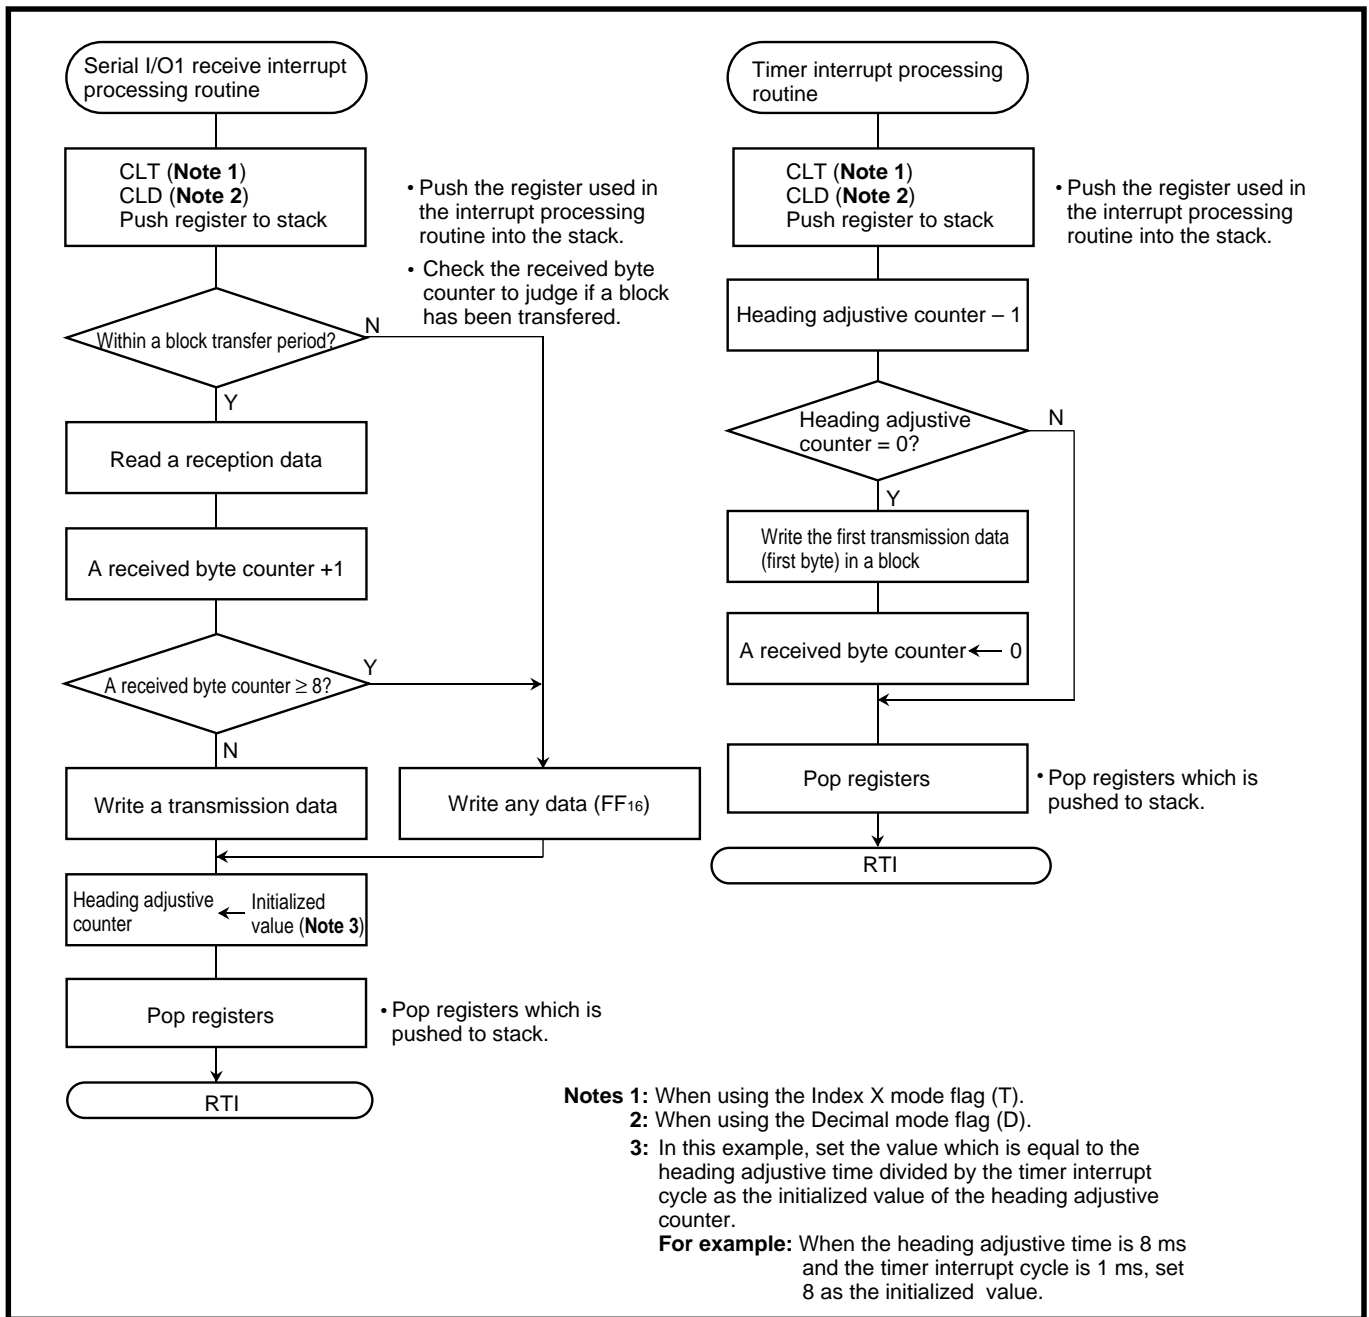 Serial I/O1 receive interrupt
processing routine
CLT (Note 1)
CLD (Note 2)
Push register to stack
• Push the register used in
the interrupt processing
routine into the stack.
• Check the received byte
counter to judge if a block
has been transfered.
Within a block transfer period?
N
Y
Read a reception data
A received byte counter +1
A received byte counter ≥ 8?
Y
N
Write a transmission data
Write any data (FF16)
Heading adjustive
counter
← Initialized
value (Note 3)
Pop registers
• Pop registers which is
pushed to stack.
RTI
Timer interrupt processing
routine
CLT (Note 1)
CLD (Note 2)
Push register to stack
• Push the register used in
the interrupt processing
routine into the stack.
Heading adjustive counter – 1
Heading adjustive
counter = 0?
N
Y
Write the first transmission data
(first byte) in a block
A received byte counter ← 0
Pop registers
• Pop registers which is
pushed to stack.
RTI
Notes 1: When using the Index X mode flag (T).
2: When using the Decimal mode flag (D).
3: In this example, set the value which is equal to the
heading adjustive time divided by the timer interrupt
cycle as the initialized value of the heading adjustive
counter.
For example: When the heading adjustive time is 8 ms
and the timer interrupt cycle is 1 ms, set
8 as the initialized value.